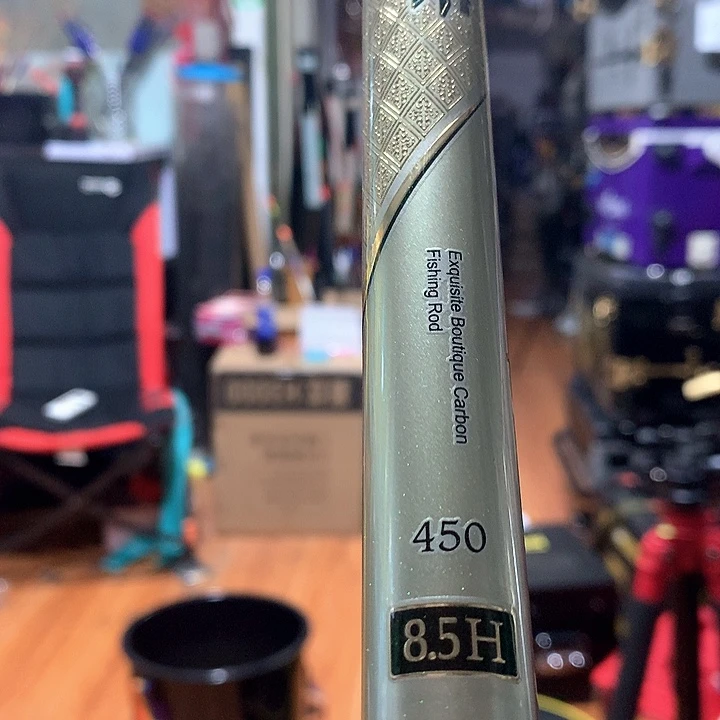 Exquisite Boutique Carbon
Fishing Rod
450
8.5H